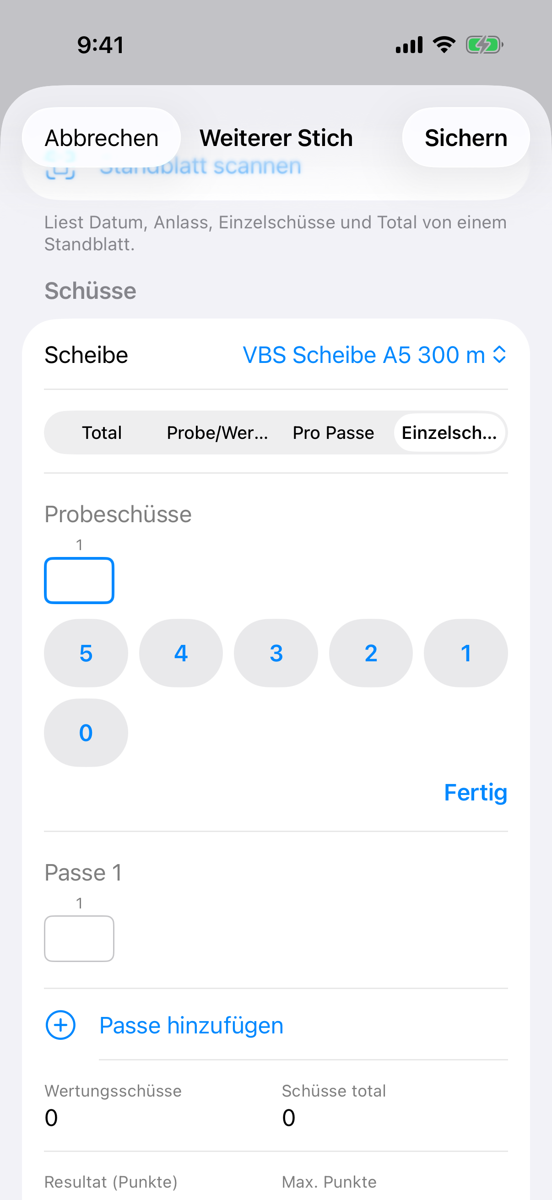 9:41
Abbrechen
Weiterer Stich
Sichern
Standblatt scannen
Liest Datum, Anlass, Einzelschüsse und Total von einem
Standblatt.
Schüsse
Scheibe
VBS Scheibe A5 300 m
Total
Probe/Wer...
Pro Passe
Einzelsch...
Probeschüsse
1
5
4
3
2
1
0
Fertig
Passe 1
1
Passe hinzufügen
Wertungsschüsse
Schüsse total
0
0
Resultat (Punkte)
Max. Punkte